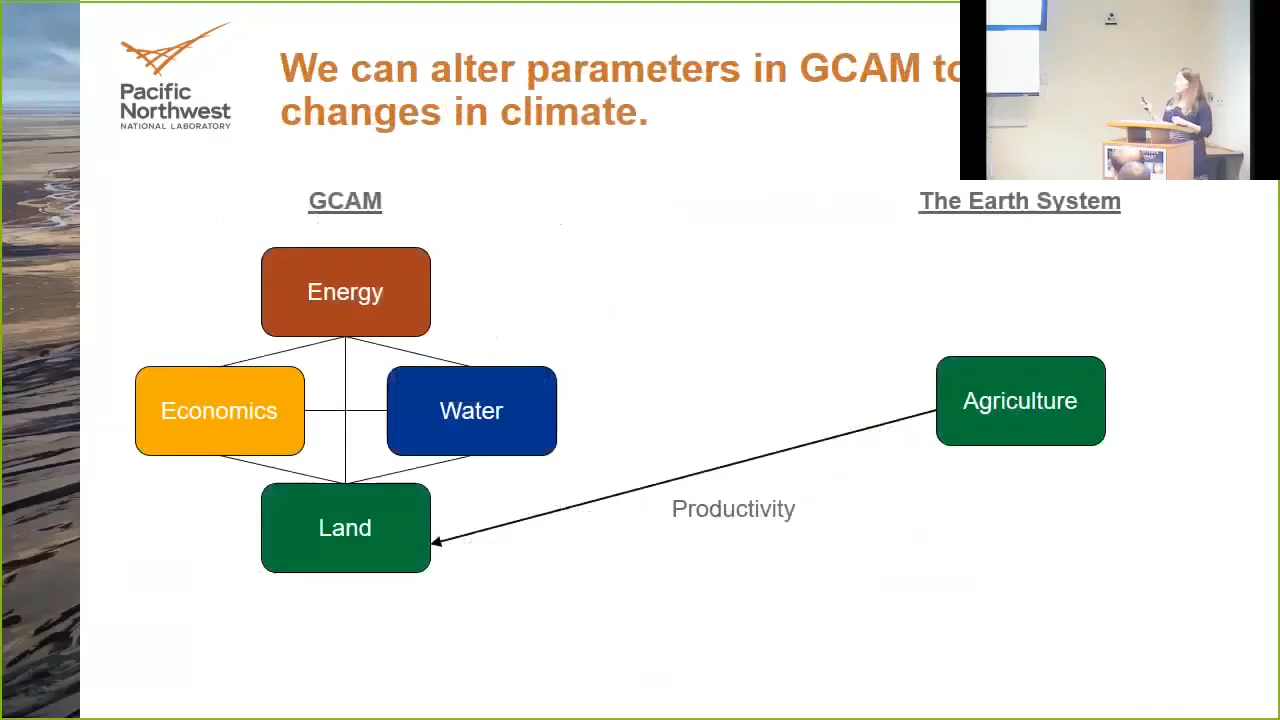 Pacific
Northwest
NATIONAL LABORATORY
We can alter parameters in GCAM to
changes in climate.
GCAM
The Earth System
Energy
Economics
Water
Agriculture
Productivity
Land